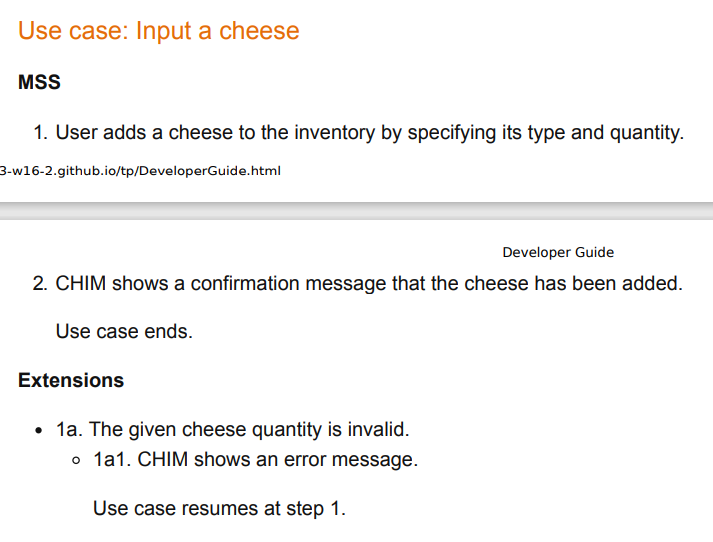 Use case: Input a cheese
MSS
1. User adds a cheese to the inventory by specifying its type and quantity.
3-w16-2.github.io/tp/DeveloperGuide.html
Developer Guide
2. CHIM shows a confirmation message that the cheese has been added.
Use case ends.
Extensions
• 1a. The given cheese quantity is invalid.
◦ 1a1. CHIM shows an error message.
Use case resumes at step 1.